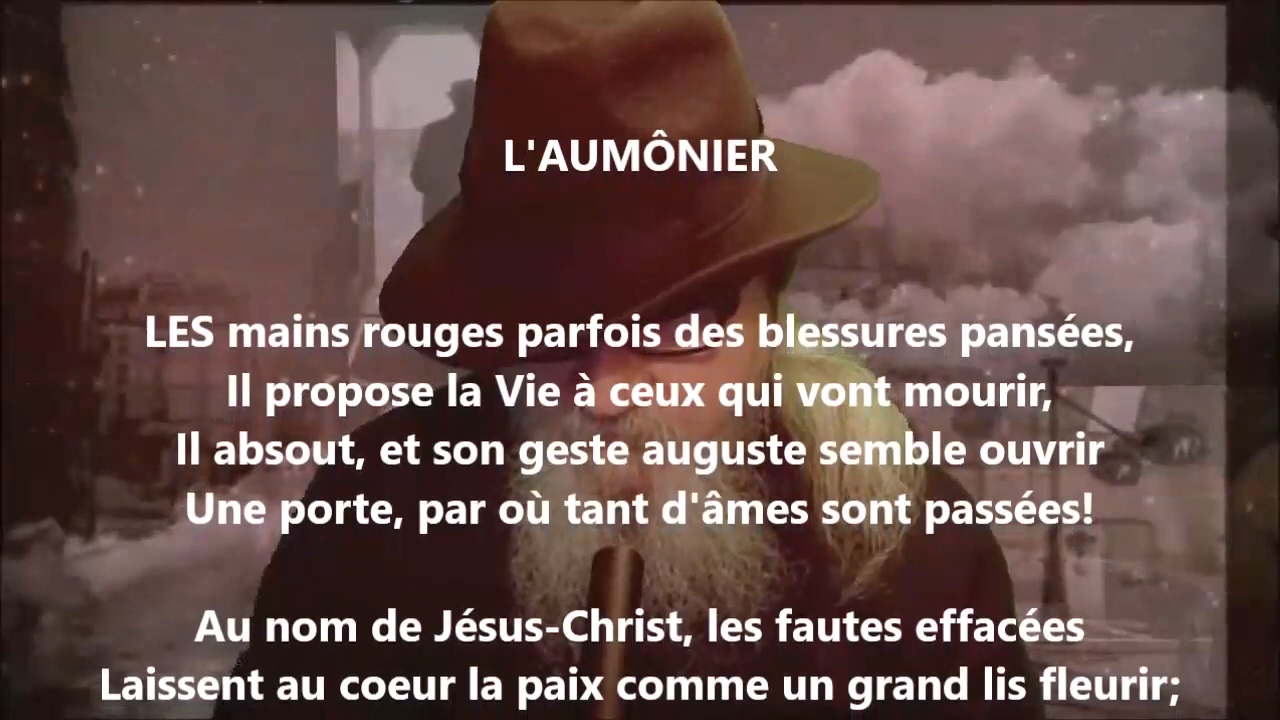 L'AUMÔNIER
LES mains rouges parfois des blessures pansées,
Il propose la Vie à ceux qui vont mourir,
Il absout, et son geste auguste semble ouvrir
Une porte, par où tant d'âmes sont passées!
Au nom de Jésus-Christ, les fautes effacées
Laissent au coeur la paix comme un grand lis fleurir;